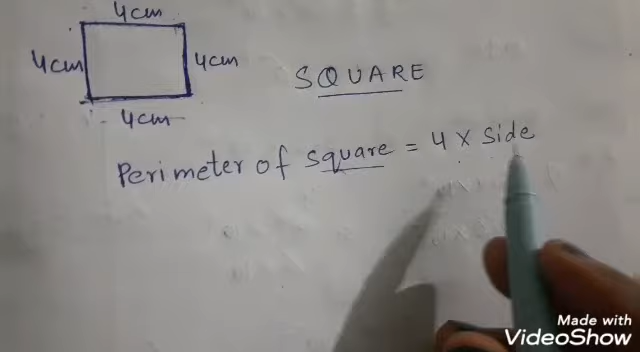 4cm
4cm
4cm
SQUARE
4cm
Perimeter of square = 4 × side
Made with
VideoShow